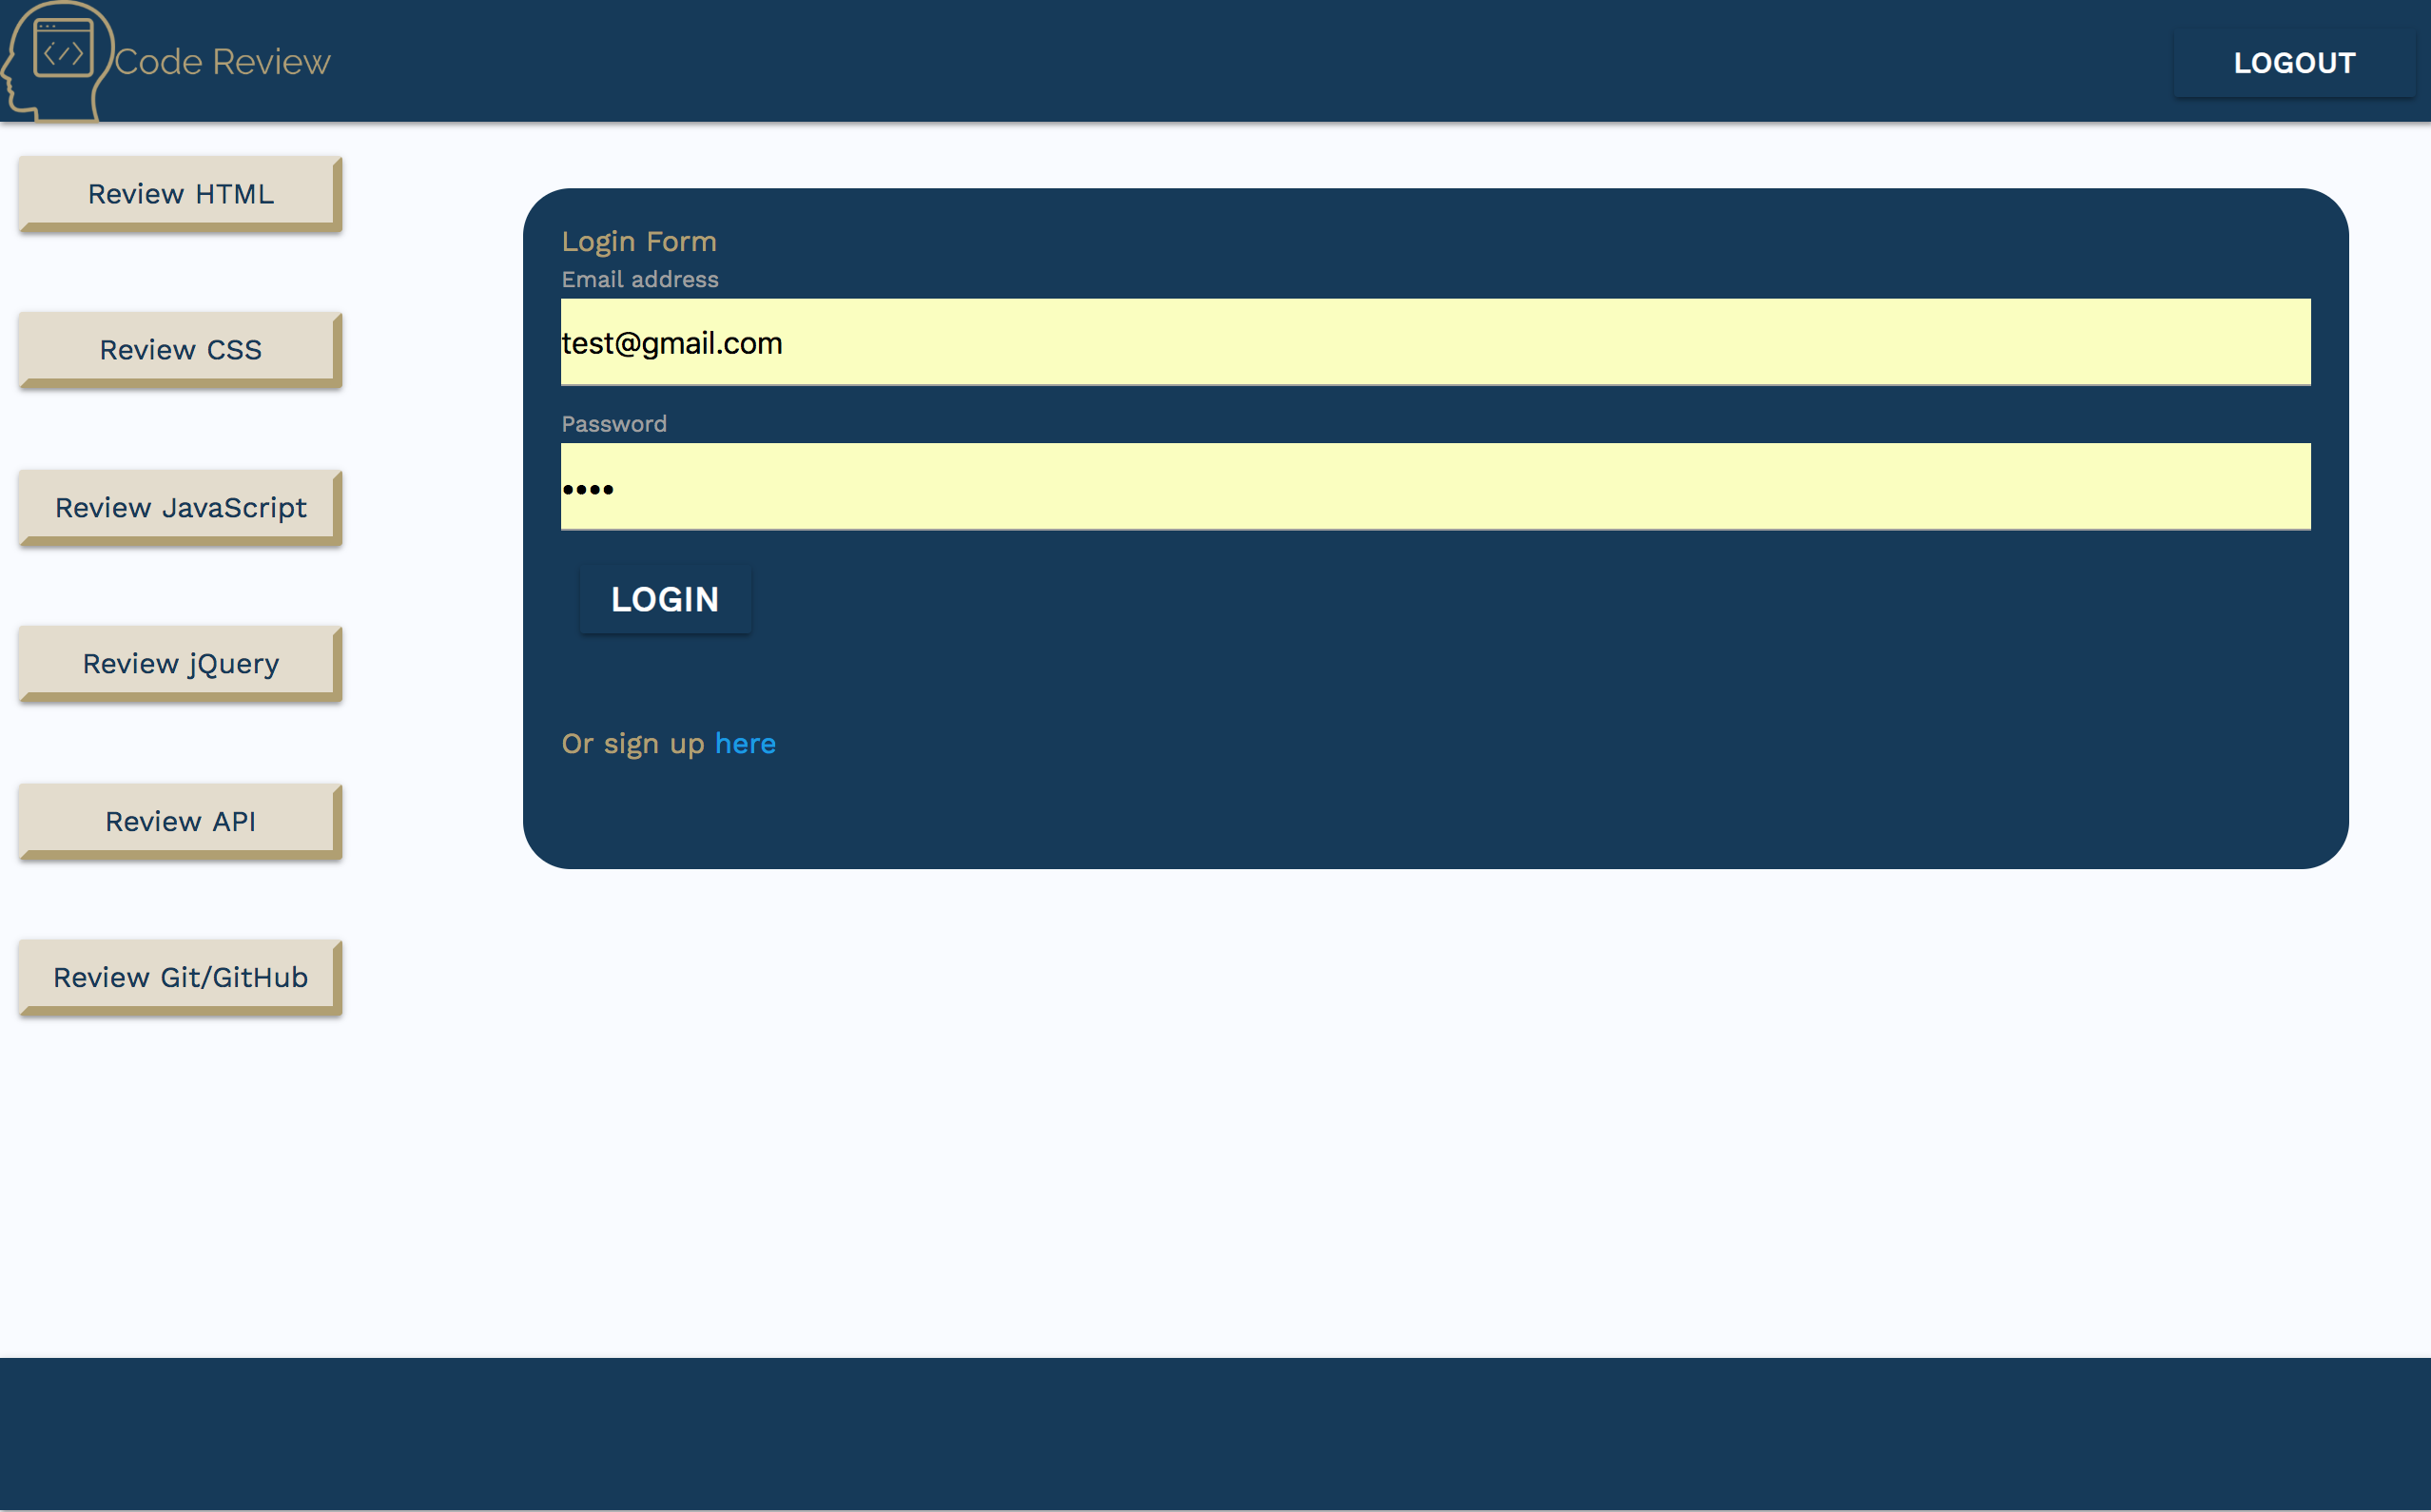 Code Review
LOGOUT
Review HTML
Review CSS
Review JavaScript
Review jQuery
Review API
Review Git/GitHub
Login Form
Email address
test@gmail.com
Password
••••
LOGIN
Or sign up here